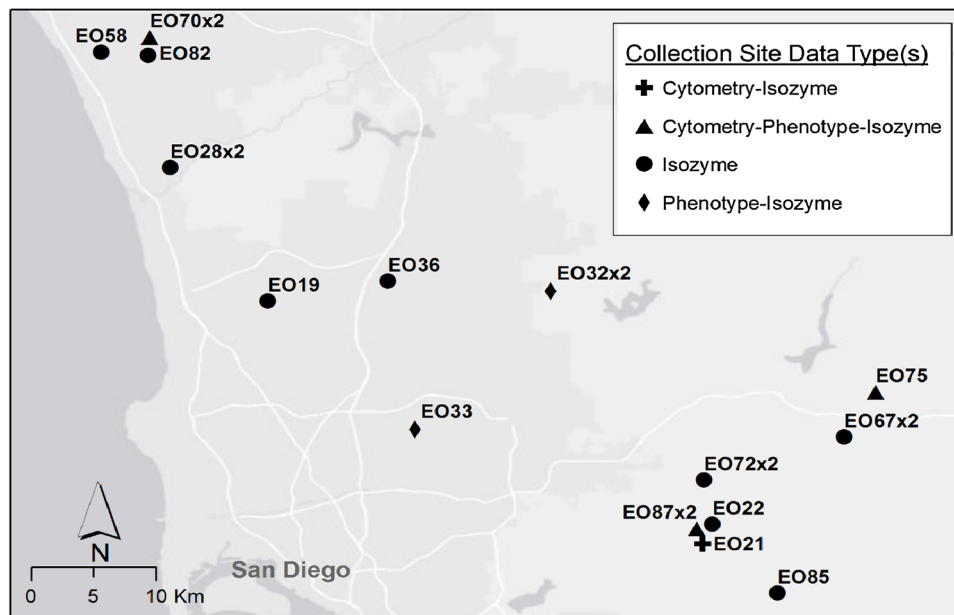 EO70x2
EO58
EO82
Collection Site Data Type(s)
Cytometry-Isozyme
Cytometry-Phenotype-Isozyme
Isozyme
Phenotype-Isozyme
EO28x2
EO36
EO32x2
EO19
EO75
EO33
EO67x2
EO72x2
EO87x2
EO22
EO21
N
San Diego
EO85
0 5 10 Km